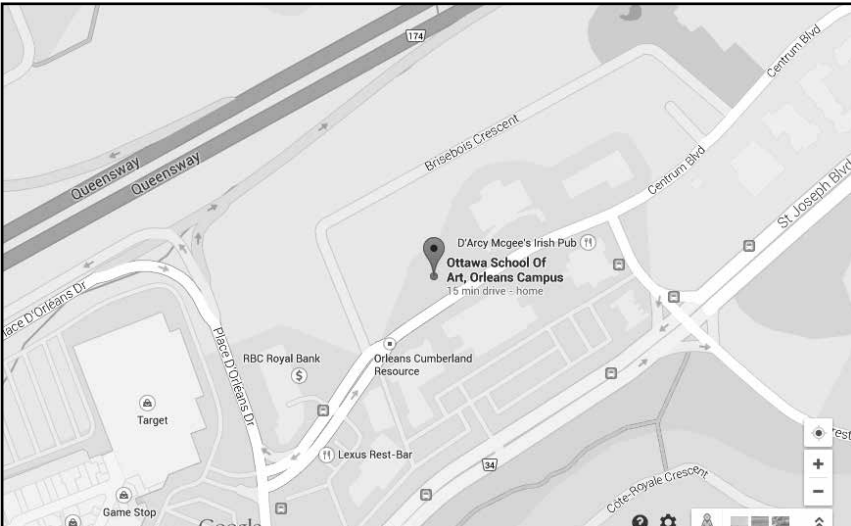 174
Centrum Blvd
Queensway
Queensway
Brisebois Crescent
Centrum Blvd
St Joseph Blvd
D'Arcy Mcgee's Irish Pub
Ottawa School Of
Art, Orleans Campus
15 min drive - home
Place D'Orléans Dr
Place D'Orléans Dr
RBC Royal Bank
$
Orleans Cumberland
Resource
Target
Lexus Rest-Bar
34
Côte-Royale Crescent
Game Stop
Google
+
−
?